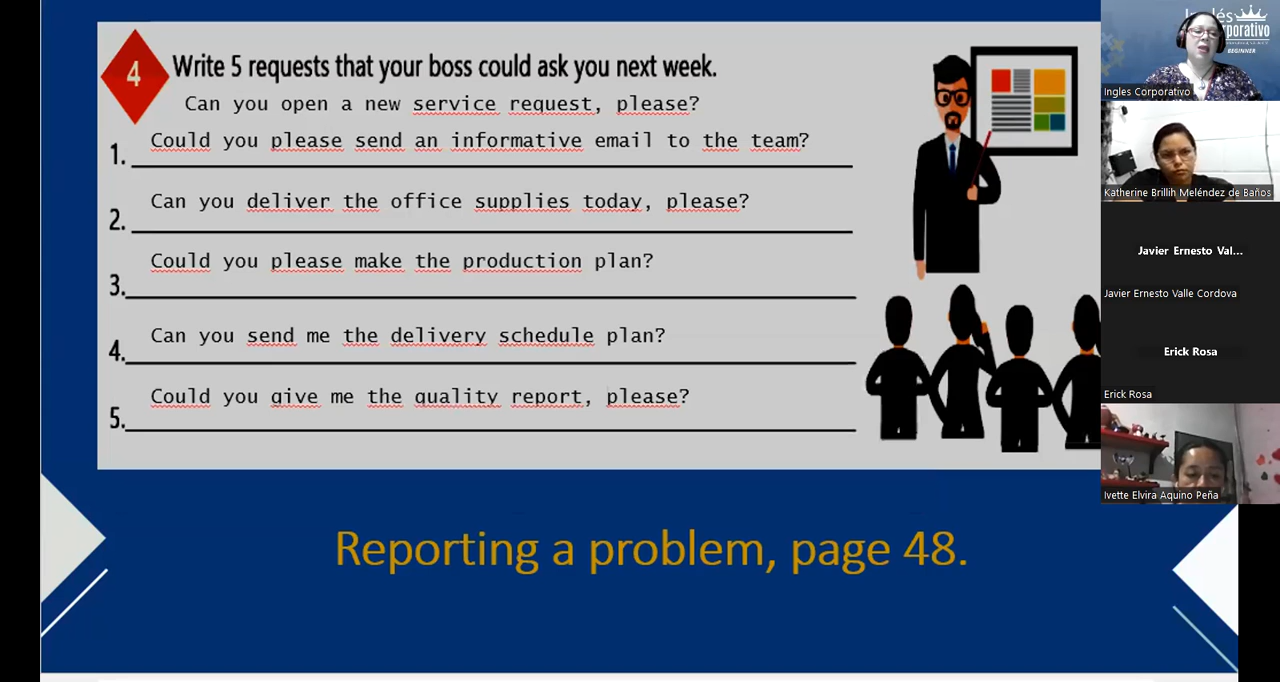 4
Write 5 requests that your boss could ask you next week.
Can you open a new service request, please?
1. Could you please send an informative email to the team?
2. Can you deliver the office supplies today, please?
3. Could you please make the production plan?
4. Can you send me the delivery schedule plan?
5. Could you give me the quality report, please?
Reporting a problem, page 48.
BEGINNER
Ingles Corporativo
Katherine Brillih Meléndez de Baños
Javier Ernesto Val...
Javier Ernesto Valle Cordova
Erick Rosa
Erick Rosa
Ivette Elvira Aquino Peña